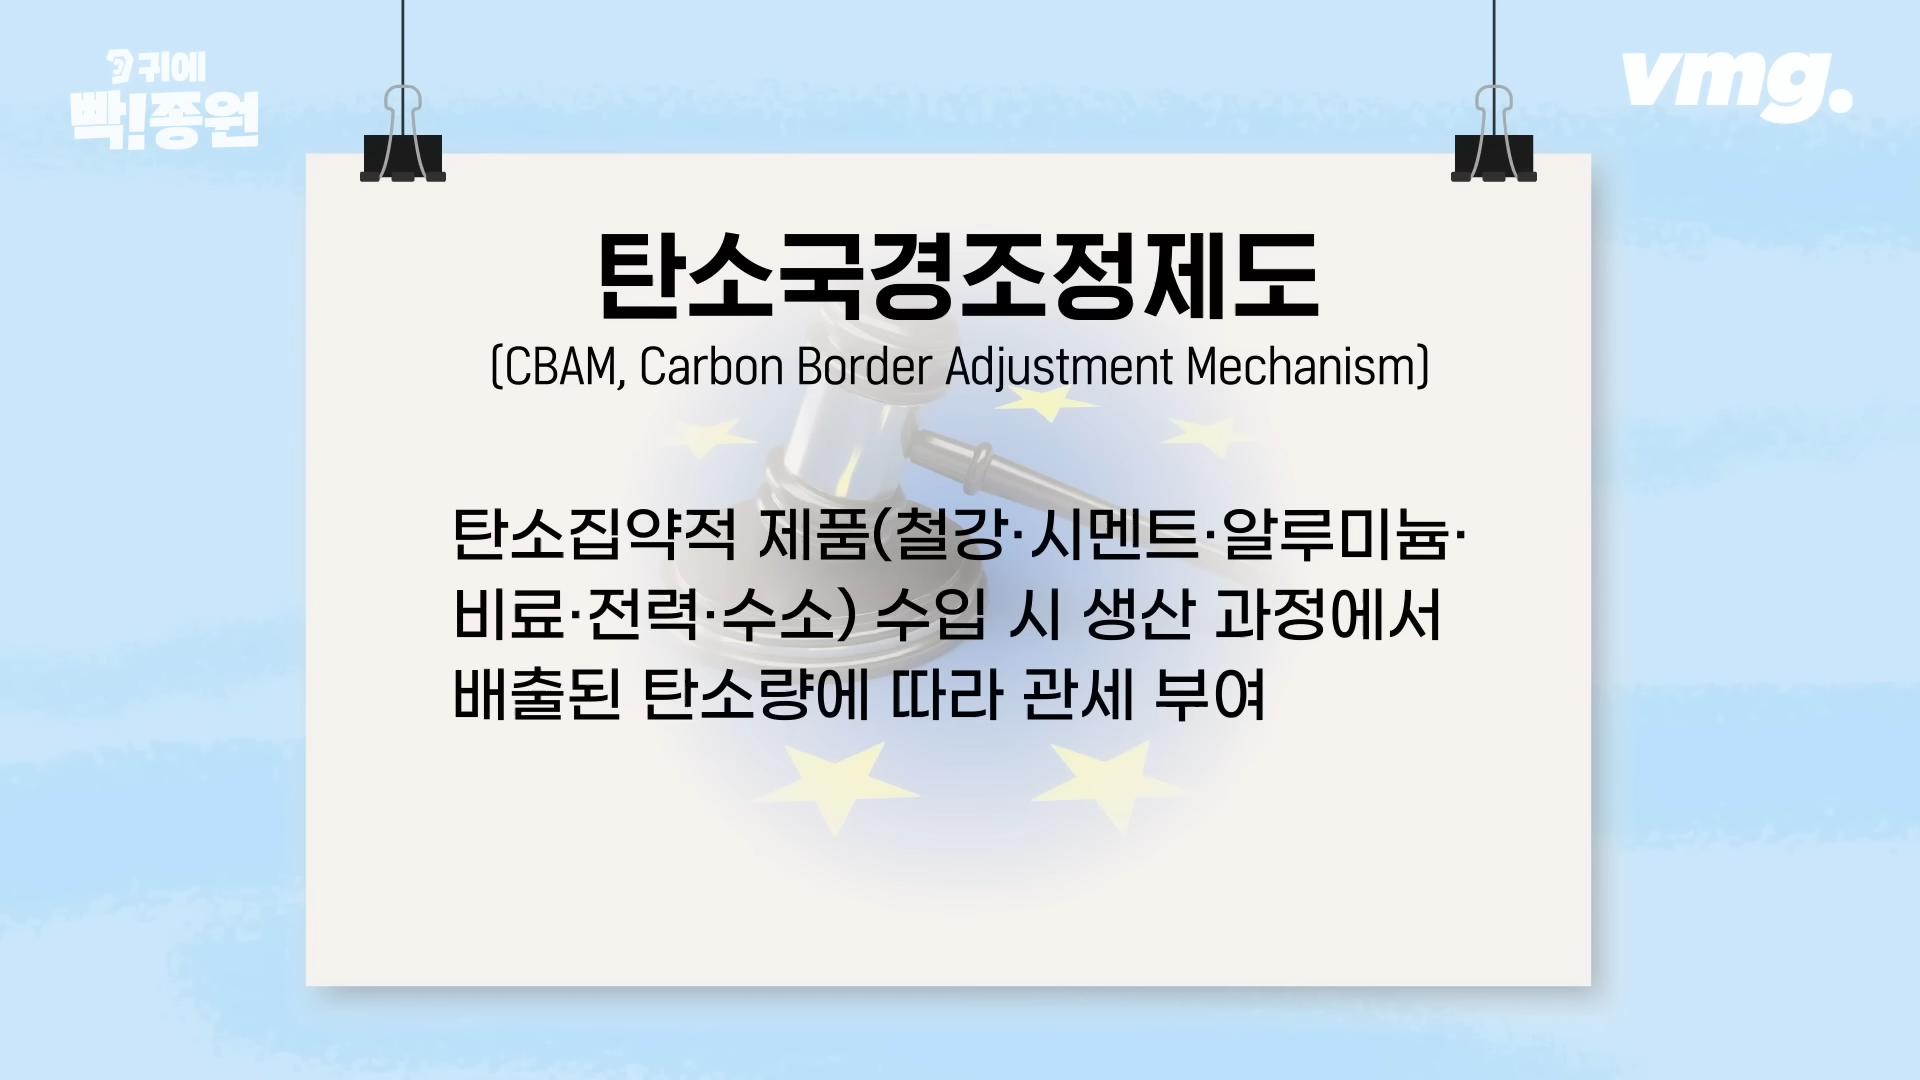 귀에
빡!종원
vmg.
탄소국경조정제도
(CBAM, Carbon Border Adjustment Mechanism)
탄소집약적 제품(철강·시멘트·알루미늄·
비료·전력·수소) 수입 시 생산 과정에서
배출된 탄소량에 따라 관세 부여